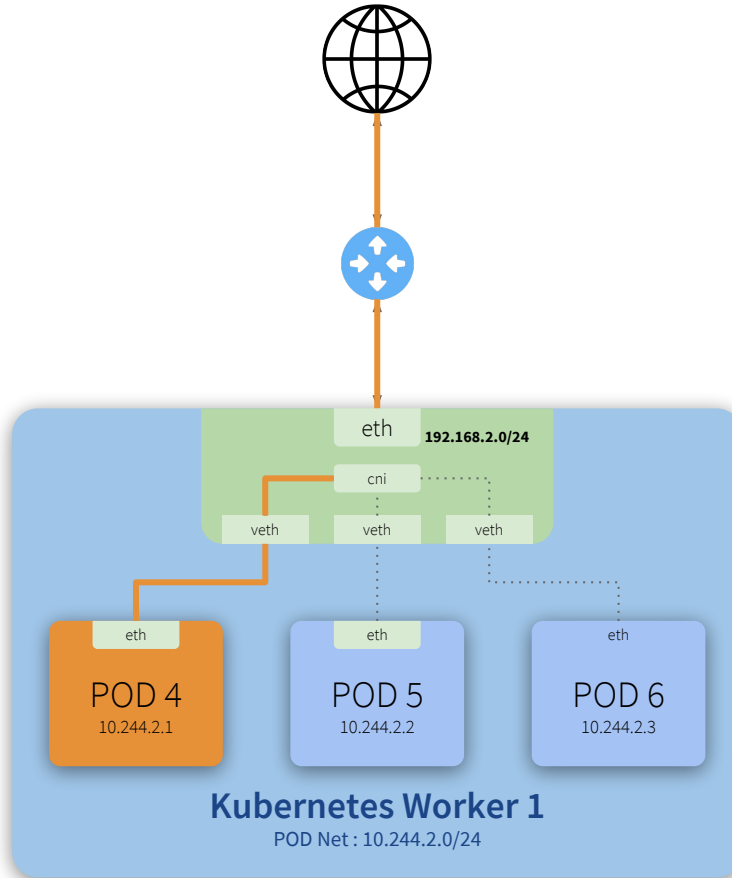 eth
192.168.2.0/24
cni
veth
veth
veth
eth
eth
eth
POD 4
POD 5
POD 6
10.244.2.1
10.244.2.2
10.244.2.3
Kubernetes Worker 1
POD Net : 10.244.2.0/24